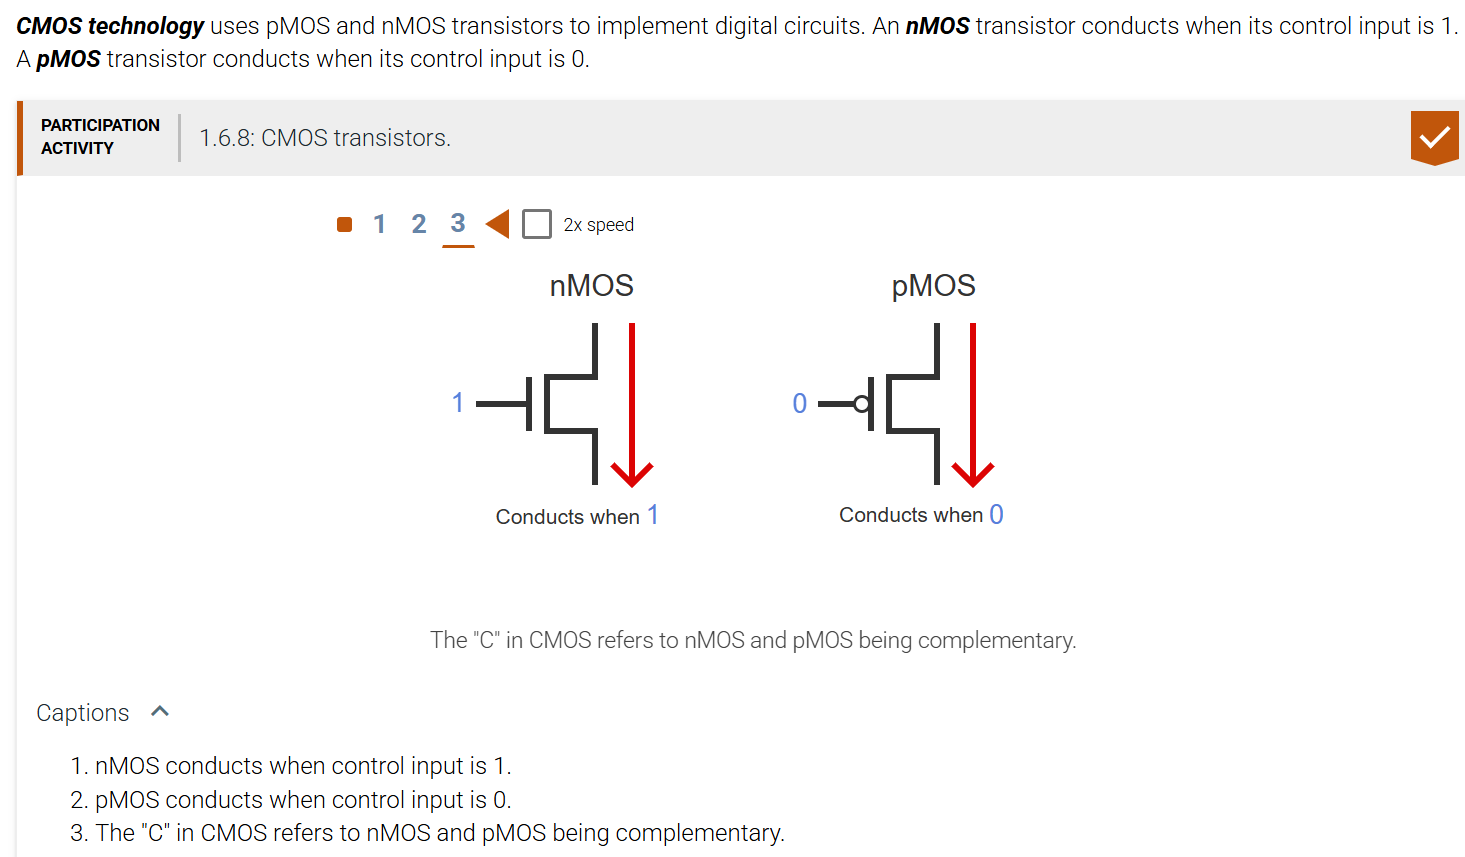 CMOS technology uses pMOS and nMOS transistors to implement digital circuits. An nMOS transistor conducts when its control input is 1.
A pMOS transistor conducts when its control input is 0.
PARTICIPATION
ACTIVITY
1.6.8: CMOS transistors.
1 2 3 2x speed
nMOS pMOS
1 0
Conducts when 1 Conducts when 0
The "C" in CMOS refers to nMOS and pMOS being complementary.
Captions
1. nMOS conducts when control input is 1.
2. pMOS conducts when control input is 0.
3. The "C" in CMOS refers to nMOS and pMOS being complementary.